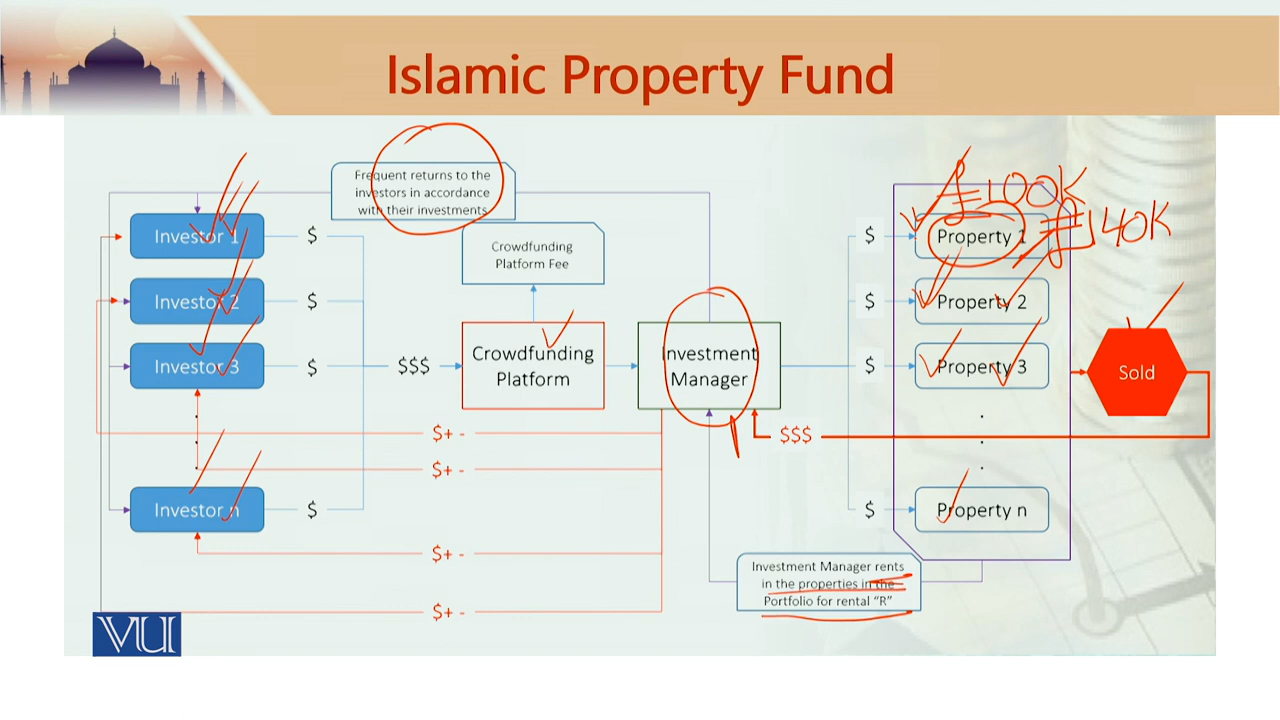 Islamic Property Fund
Frequent returns to the
investors in accordance
with their investments
Crowdfunding
Platform Fee
Investor 1
$
Investor 2
$
Investor 3
$
.
.
.
Investor n
$
$$$
Crowdfunding
Platform
Investment
Manager
$
Property 1
$
Property 2
$
Property 3
.
.
.
$
Property n
100K
140K
Sold
$$$
$+ -
$+ -
$+ -
$+ -
Investment Manager rents
in the properties in the
Portfolio for rental “R”
VU